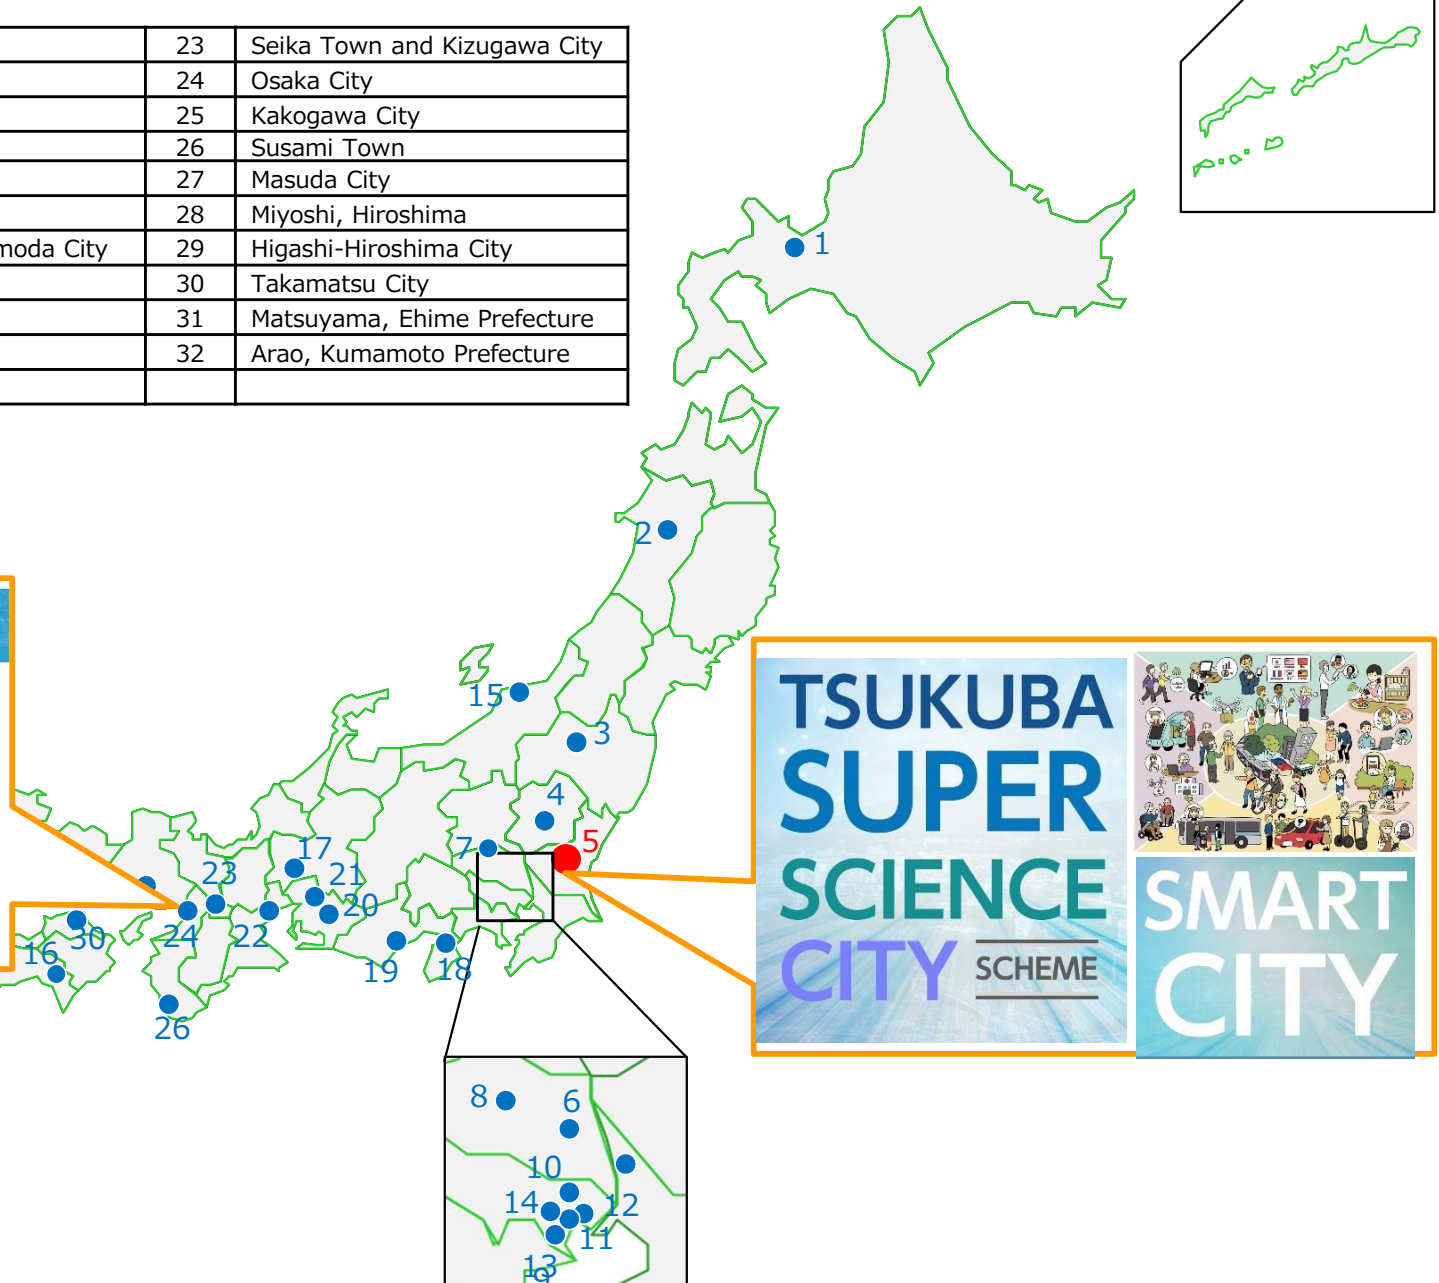 23 Seika Town and Kizugawa City
24 Osaka City
25 Kakogawa City
26 Susami Town
27 Masuda City
28 Miyoshi, Hiroshima
moda City 29 Higashi-Hiroshima City
30 Takamatsu City
31 Matsuyama, Ehime Prefecture
32 Arao, Kumamoto Prefecture
1
2
15
3
4
5
7
17
23
21
20
30
24
22
16
19
18
26
TSUKUBA
SUPER
SCIENCE
CITY SCHEME
SMART
CITY
8
6
10
14
12
11
13
9